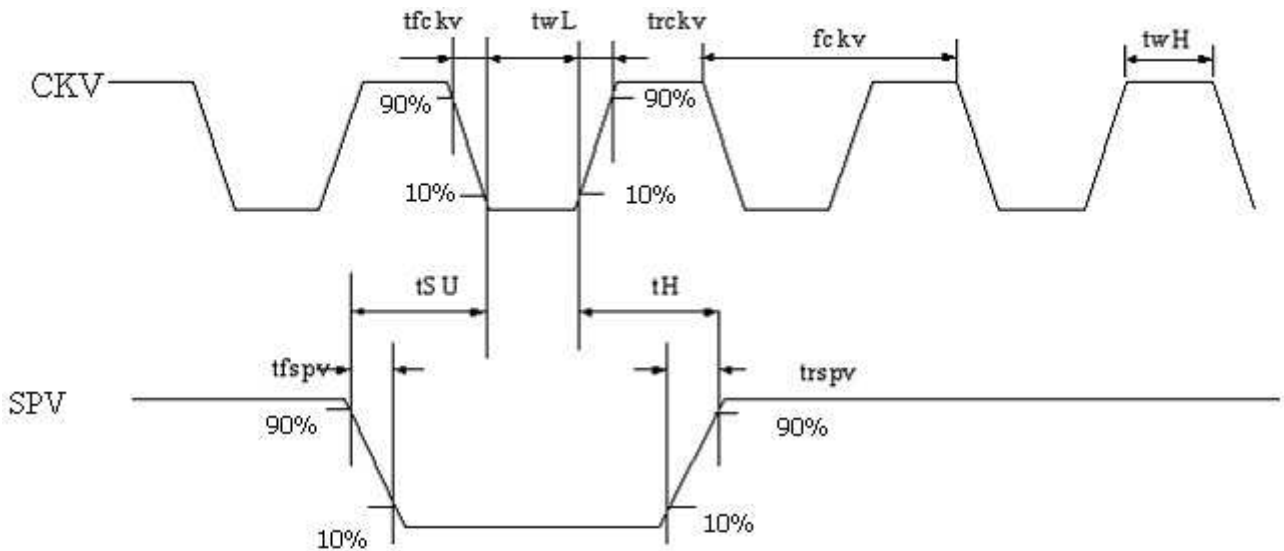 tfckv twL trckv fckv twH
CKV
90% 90%
10% 10%
tSU tH
tfspv trspv
SPV
90% 90%
10% 10%